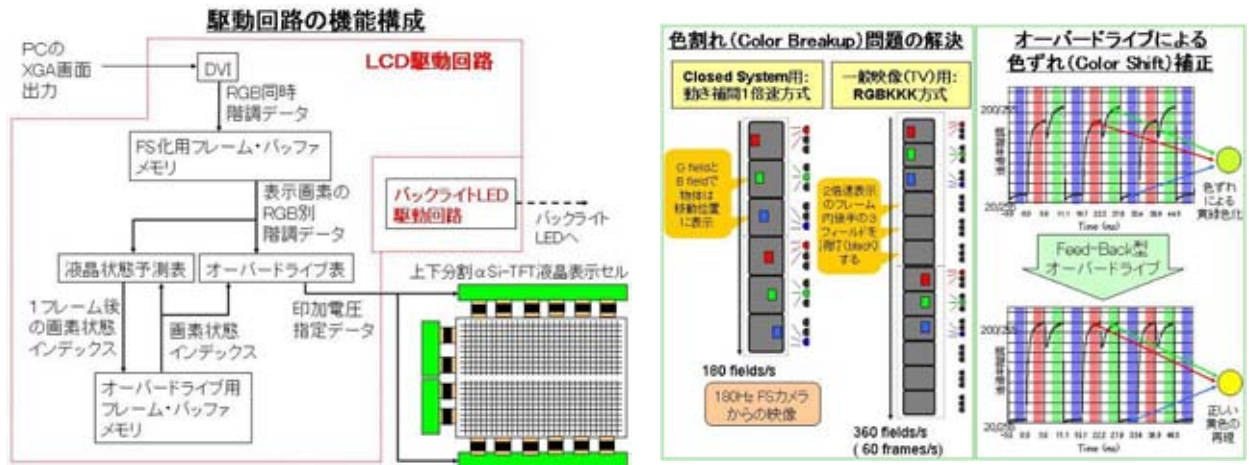 駆動回路の機能構成
PCの
XGA画面
出力
DVI
LCD駆動回路
RGB同時
階調データ
FS化用フレーム・バッファ
メモリ
表示画素の
RGB別
階調データ
バックライトLED
駆動回路
バックライト
LEDへ
液晶状態予測表
オーバードライブ表
上下分割αSi-TFT液晶表示セル
1フレーム後
の画素状態
インデックス
画素状態
インデックス
印加電圧
指定データ
オーバードライブ用
フレーム・バッファ
メモリ
色割れ(Color Breakup)問題の解決
Closed System用:
動き補間1倍速方式
一般映像(TV)用:
RGBKKK方式
G fieldと
B fieldで
物体は
移動位置
に表示
2倍速表示
のフレーム
内後半の3
フィールドを
消す(black)
する
180 fields/s
180Hz FSカメラ
からの映像
360 fields/s
( 60 frames/s)
オーバードライブによる
色ずれ(Color Shift)補正
200/255
20/255
Time (ms)
色ずれ
による
黄緑色化
Feed-Back型
オーバードライブ
200/255
20/255
Time (ms)
正しい
黄色の
再現